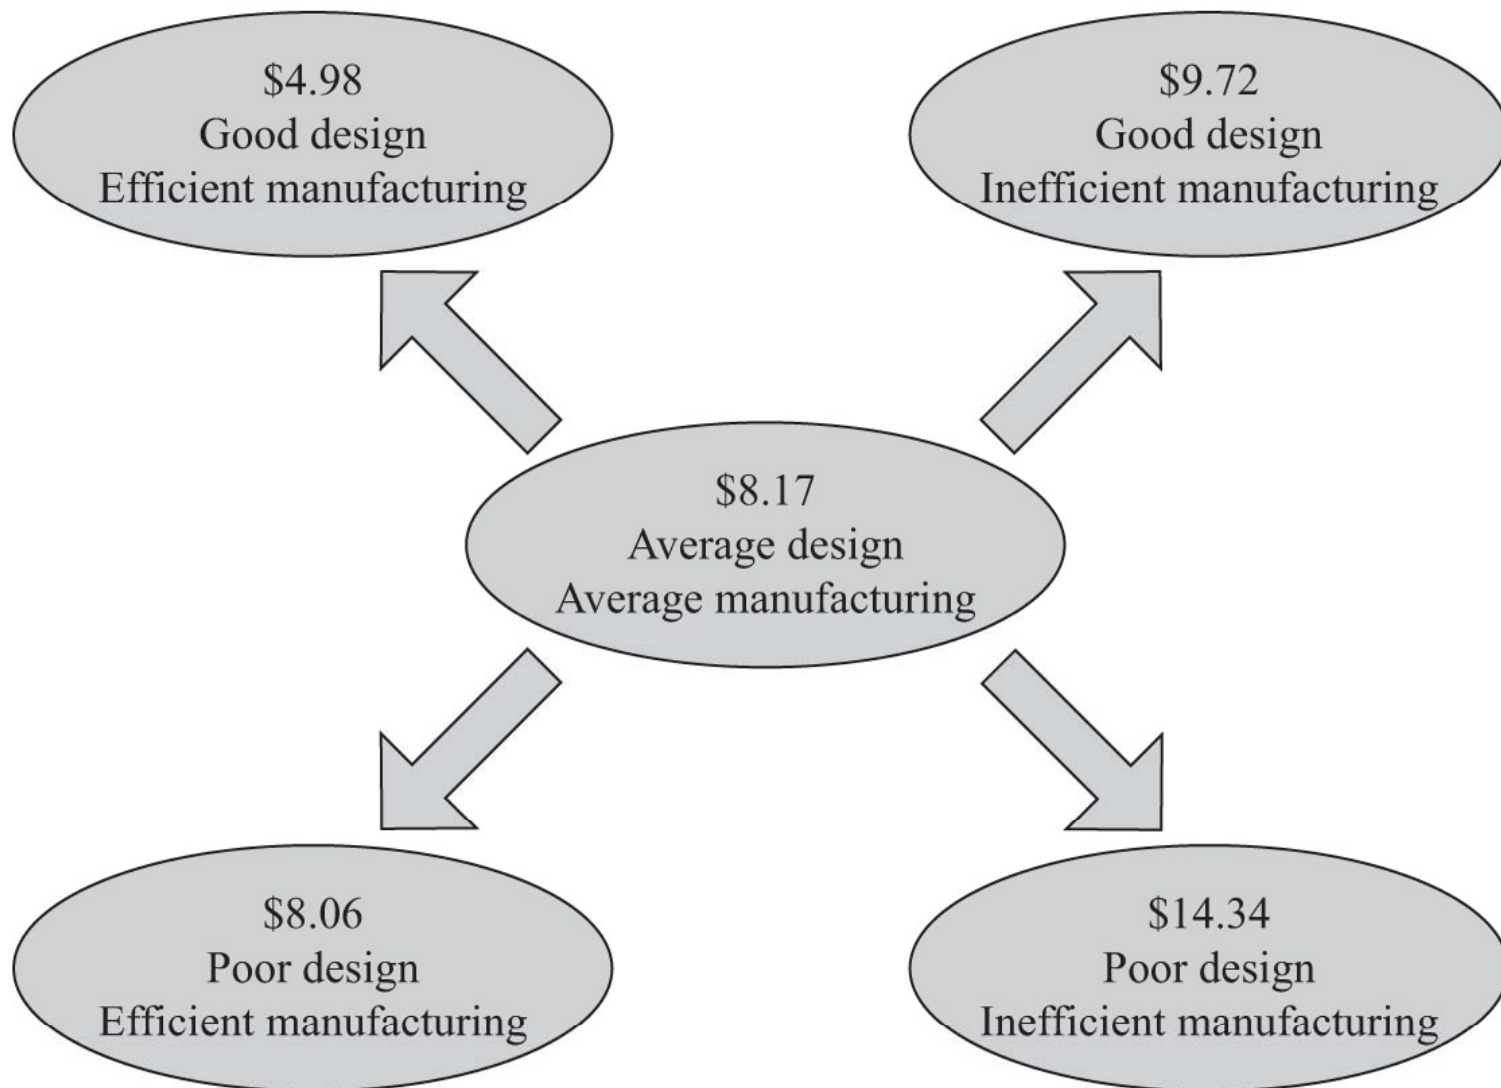 $4.98
Good design
Efficient manufacturing
$9.72
Good design
Inefficient manufacturing
$8.17
Average design
Average manufacturing
$8.06
Poor design
Efficient manufacturing
$14.34
Poor design
Inefficient manufacturing